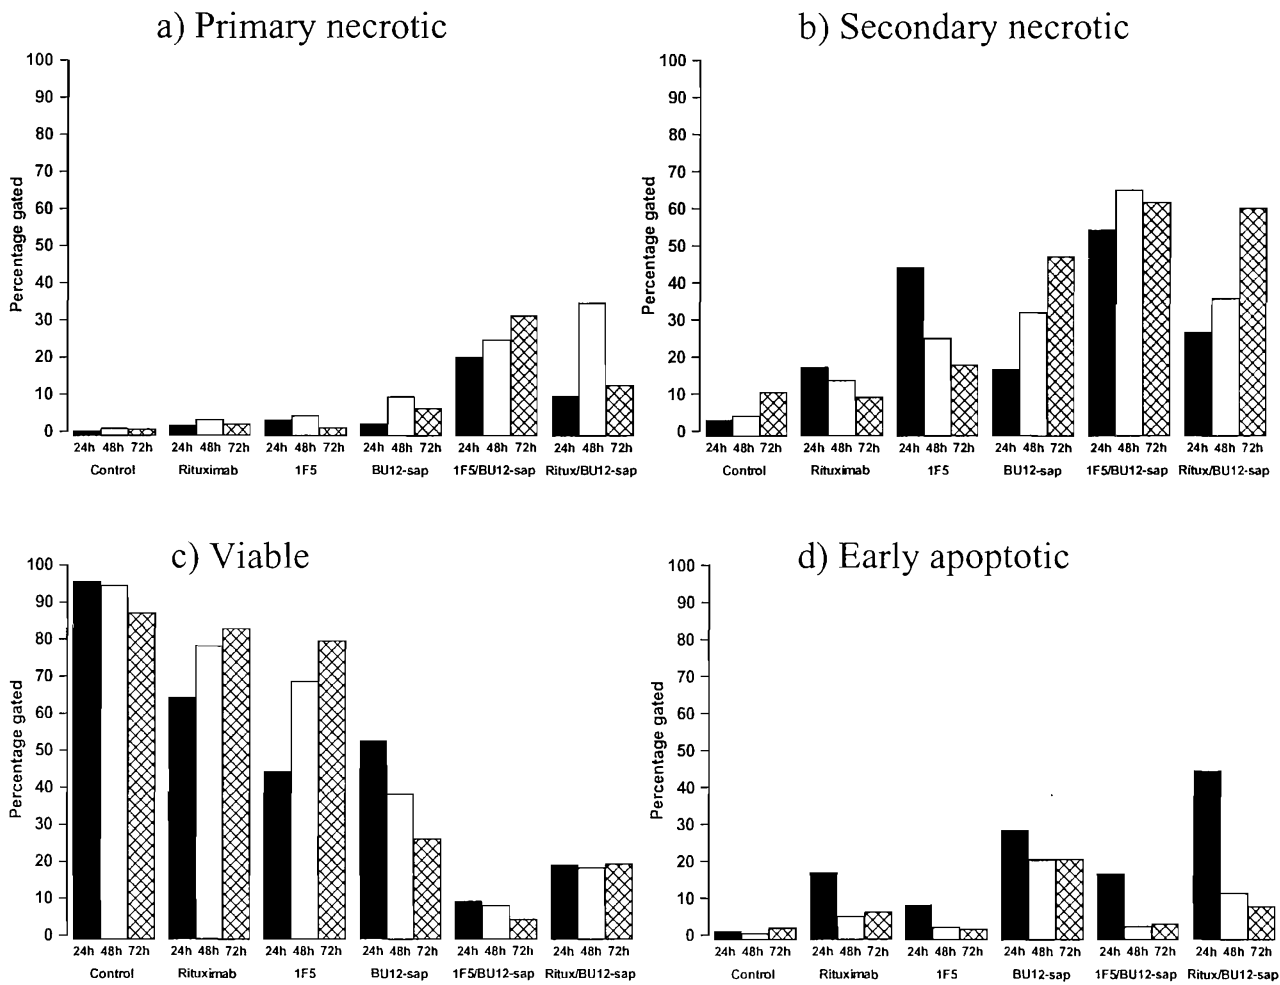 a) Primary necrotic
Percentage gated
100
90
80
70
60
50
40
30
20
10
0
24h 48h 72h 24h 48h 72h 24h 48h 72h 24h 48h 72h 24h 48h 72h 24h 48h 72h
Control Rituximab 1F5 BU12-sap 1F5/BU12-sap Ritux/BU12-sap
b) Secondary necrotic
Percentage gated
100
90
80
70
60
50
40
30
20
10
0
24h 48h 72h 24h 48h 72h 24h 48h 72h 24h 48h 72h 24h 48h 72h 24h 48h 72h
Control Rituximab 1F5 BU12-sap 1F5/BU12-sap Ritux/BU12-sap
c) Viable
Percentage gated
100
90
80
70
60
50
40
30
20
10
0
24h 48h 72h 24h 48h 72h 24h 48h 72h 24h 48h 72h 24h 48h 72h 24h 48h 72h
Control Rituximab 1F5 BU12-sap 1F5/BU12-sap Ritux/BU12-sap
d) Early apoptotic
Percentage gated
100
90
80
70
60
50
40
30
20
10
0
24h 48h 72h 24h 48h 72h 24h 48h 72h 24h 48h 72h 24h 48h 72h 24h 48h 72h
Control Rituximab 1F5 BU12-sap 1F5/BU12-sap Ritux/BU12-sap